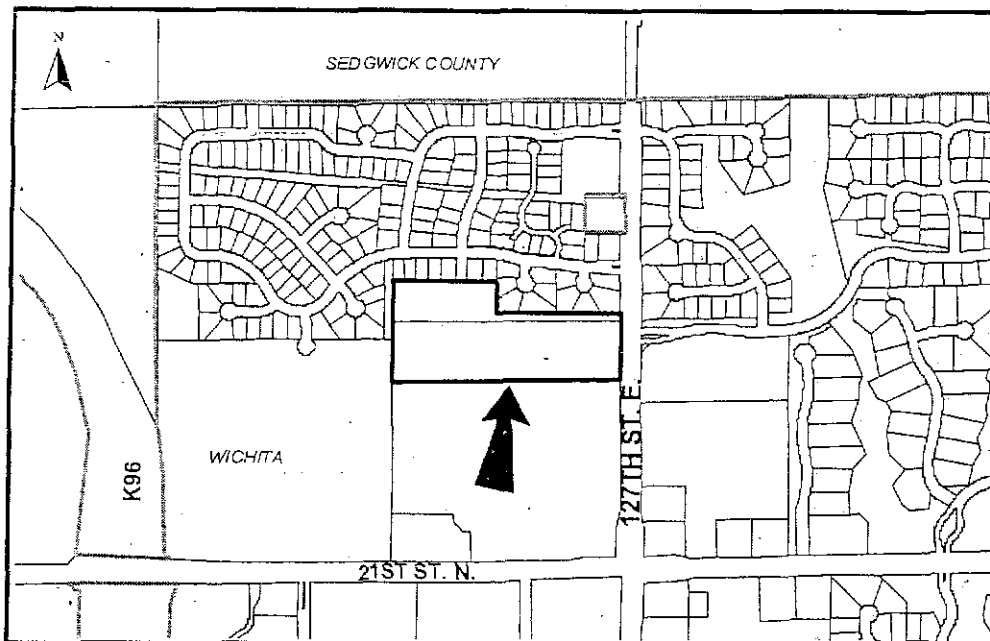 N
SEDGWICK COUNTY
WICHITA
K96
127TH ST. E.
21ST ST. N.